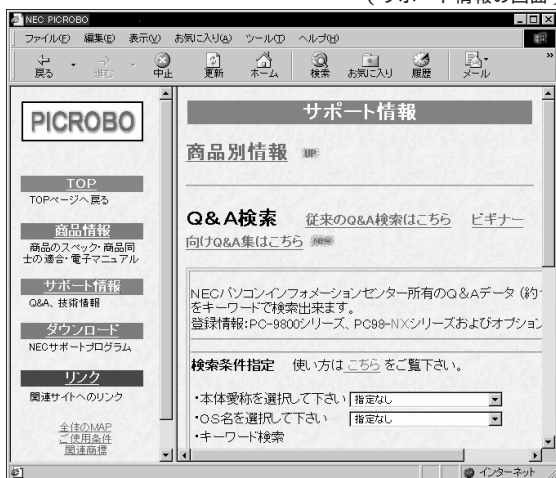 (サポート情報の画面)
NEC PICROBO
ファイル(F) 編集(E) 表示(V) お気に入り(A) ツール(T) ヘルプ(H)
戻る 進む 中止 更新 ホーム 検索 お気に入り 履歴 メール »
PICROBO
TOP
TOPページへ戻る
商品情報
商品のスペック・商品同
士の適合・電子マニュアル
サポート情報
Q&A、技術情報
ダウンロード
NECサポートプログラム
リンク
関連サイトへのリンク
全体のMAP
ご使用条件
関連商標
サポート情報
商品別情報 UP
Q&A検索 従来のQ&A検索はこちら ビギナー
向けQ&A集はこちら NEW
NECパソコンインフォメーションセンター所有のQ&Aデータ (約
をキーワードで検索出来ます。
登録情報:PC-9800シリーズ、PC98-NXシリーズおよびオプション
検索条件指定 使い方は こちら をご覧下さい。
・本体愛称を選択して下さい 指定なし
・OS名を選択して下さい 指定なし
・キーワード検索
インターネット